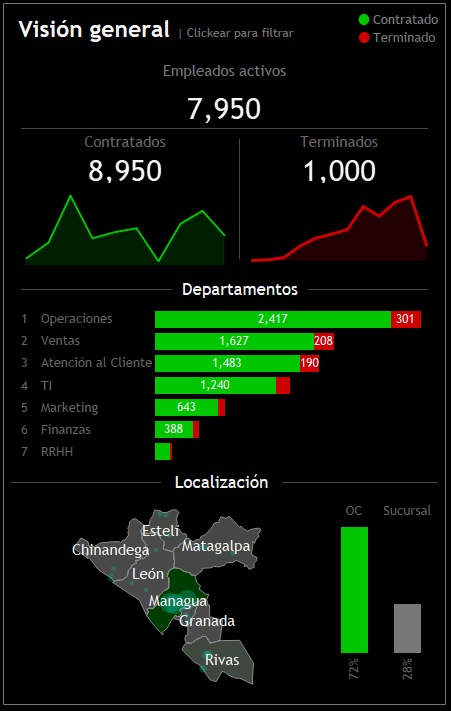 Visión general | Clickear para filtrar
Contratado
Terminado
Empleados activos
7,950
Contratados
8,950
Terminados
1,000
Departamentos
1 Operaciones 2,417 301
2 Ventas 1,627 208
3 Atención al Cliente 1,483 190
4 TI 1,240
5 Marketing 643
6 Finanzas 388
7 RRHH
Localización
OC Sucursal
Estelí
Chinandega
Matagalpa
León
Managua
Granada
Rivas
72% 28%